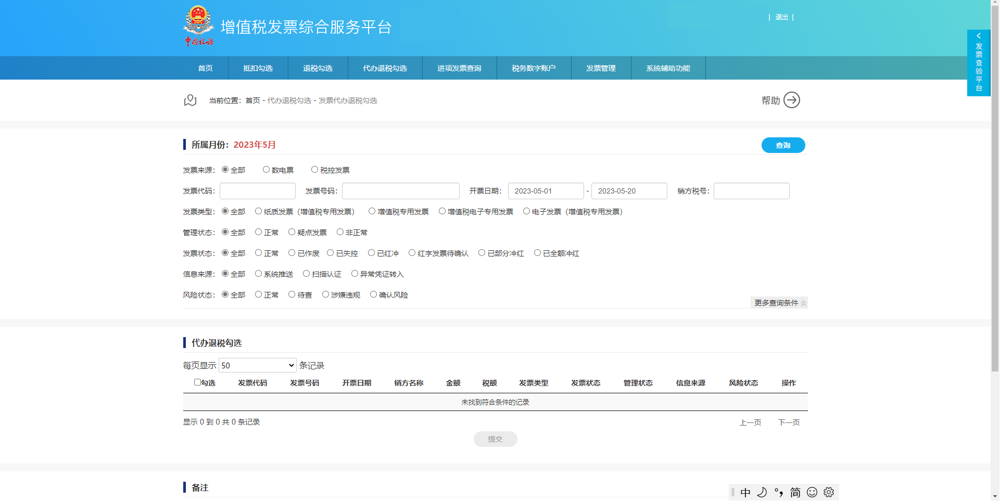 中国税务
增值税发票综合服务平台
| 退出 |
<
发票查验平台
首页 抵扣勾选 退税勾选 代办退税勾选 进项发票查询 税务数字账户 发票管理 系统辅助功能
当前位置：首页 - 代办退税勾选 - 发票代办退税勾选
帮助
所属月份：2023年5月
查询
发票来源： 全部 数电票 税控发票
发票代码： 发票号码： 开票日期： 2023-05-01 - 2023-05-20 销方税号：
发票类型： 全部 纸质发票（增值税专用发票） 增值税专用发票 增值税电子专用发票 电子发票（增值税专用发票）
管理状态： 全部 正常 疑点发票 非正常
发票状态： 全部 正常 已作废 已失控 已红冲 红字发票待确认 已部分冲红 已全额冲红
信息来源： 全部 系统推送 扫描认证 异常凭证转入
风险状态： 全部 正常 待查 涉嫌违规 确认风险
更多查询条件
代办退税勾选
每页显示 50 条记录
勾选 发票代码 发票号码 开票日期 销方名称 金额 税额 发票类型 发票状态 管理状态 信息来源 风险状态 操作
未找到符合条件的记录
显示 0 到 0 共 0 条记录
上一页 下一页
提交
备注
中 °, 简